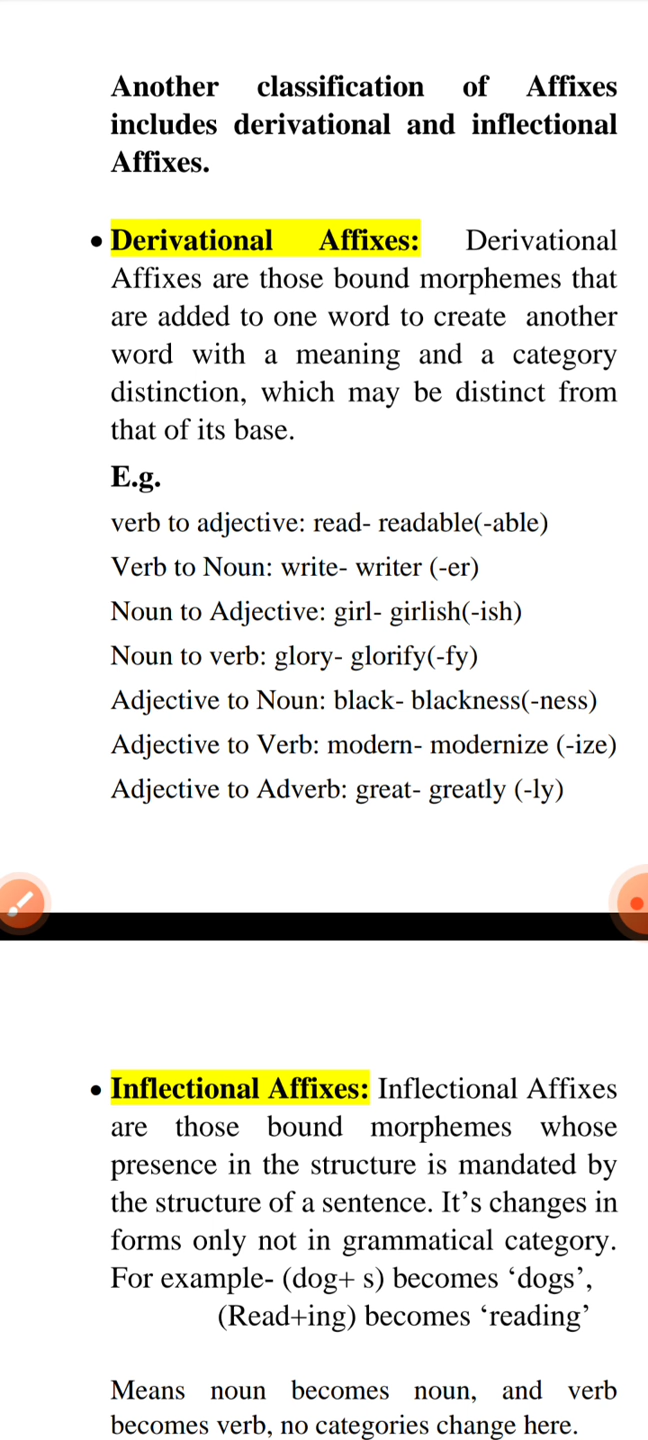 Another classification of Affixes
includes derivational and inflectional
Affixes.
• Derivational Affixes: Derivational
Affixes are those bound morphemes that
are added to one word to create another
word with a meaning and a category
distinction, which may be distinct from
that of its base.
E.g.
verb to adjective: read- readable(-able)
Verb to Noun: write- writer (-er)
Noun to Adjective: girl- girlish(-ish)
Noun to verb: glory- glorify(-fy)
Adjective to Noun: black- blackness(-ness)
Adjective to Verb: modern- modernize (-ize)
Adjective to Adverb: great- greatly (-ly)
• Inflectional Affixes: Inflectional Affixes
are those bound morphemes whose
presence in the structure is mandated by
the structure of a sentence. It’s changes in
forms only not in grammatical category.
For example- (dog+ s) becomes ‘dogs’,
(Read+ing) becomes ‘reading’
Means noun becomes noun, and verb
becomes verb, no categories change here.